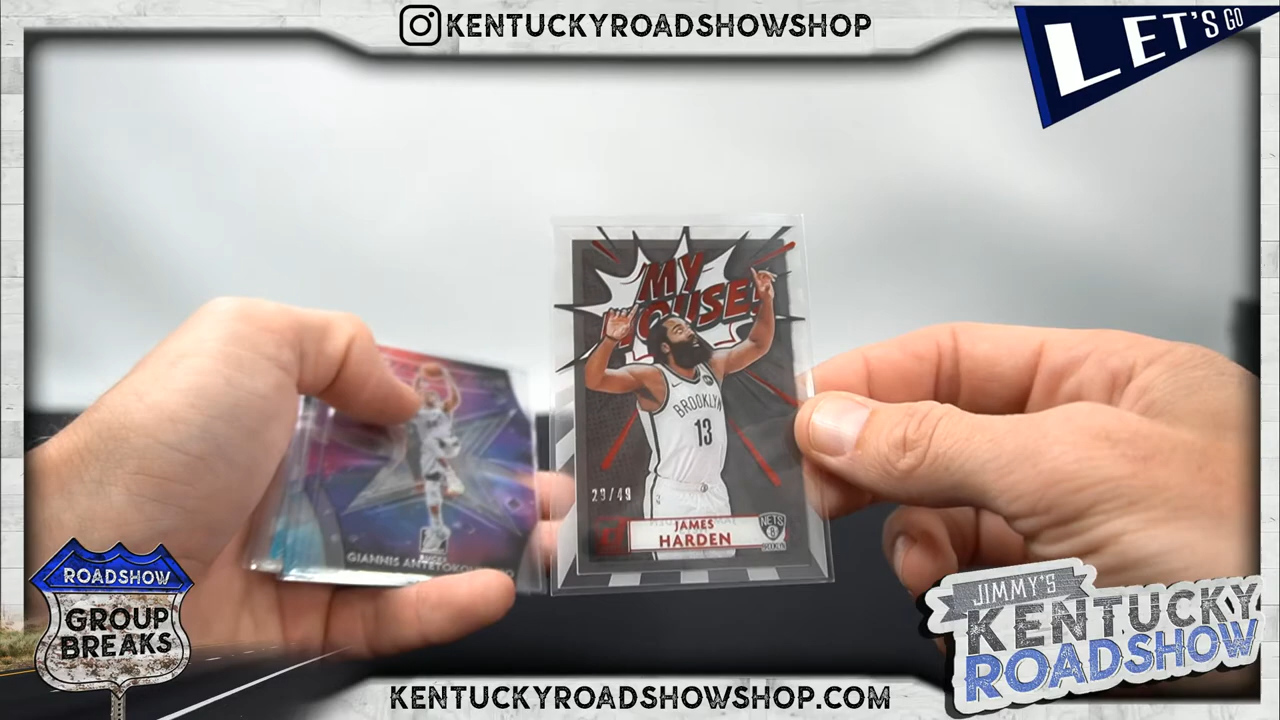 KENTUCKYROADSHOWSHOP
LET'S GO
MY
HOUSE!
BROOKLYN
13
29/49
JAMES
HARDEN
NETS
GIANNIS
ROADSHOW
GROUP
BREAKS
JIMMY'S
KENTUCKY
ROADSHOW
KENTUCKYROADSHOWSHOP.COM